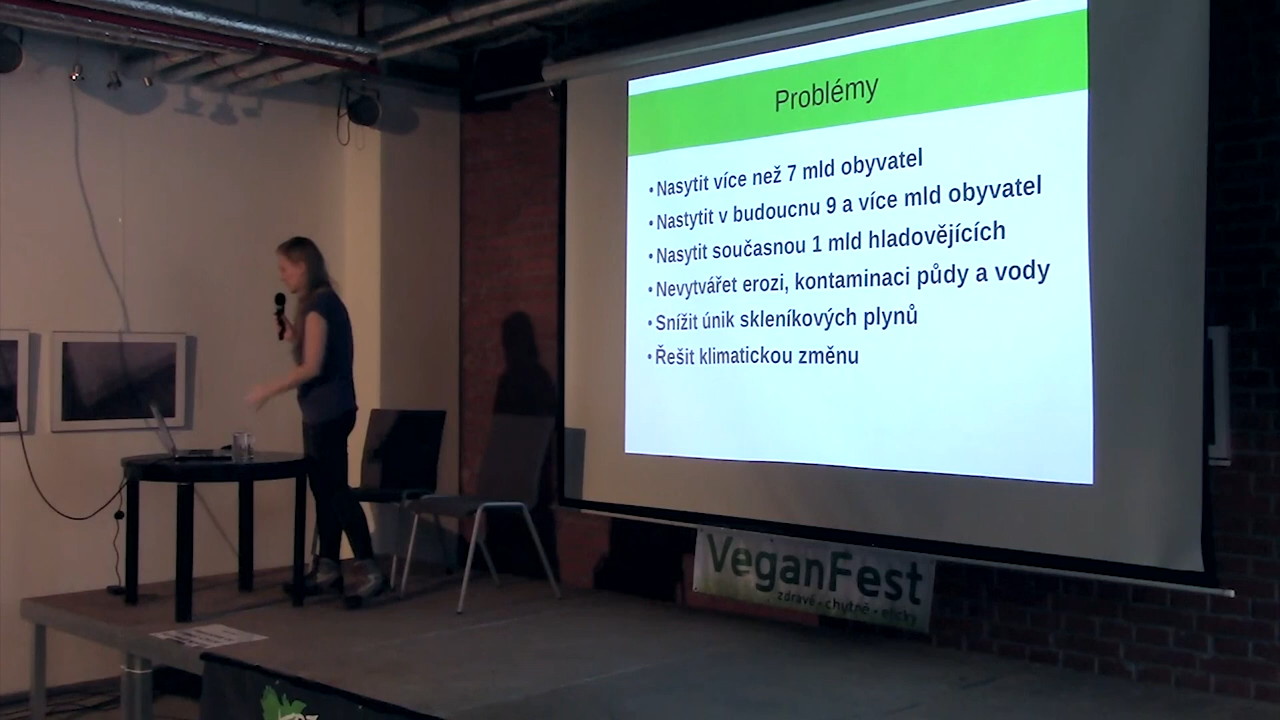 Problémy
•Nasytit více než 7 mld obyvatel
•Nastytit v budoucnu 9 a více mld obyvatel
•Nasytit současnou 1 mld hladovějících
•Nevytvářet erozi, kontaminaci půdy a vody
•Snížit únik skleníkových plynů
•Řešit klimatickou změnu
VeganFest
zdravě • chutně • eticky